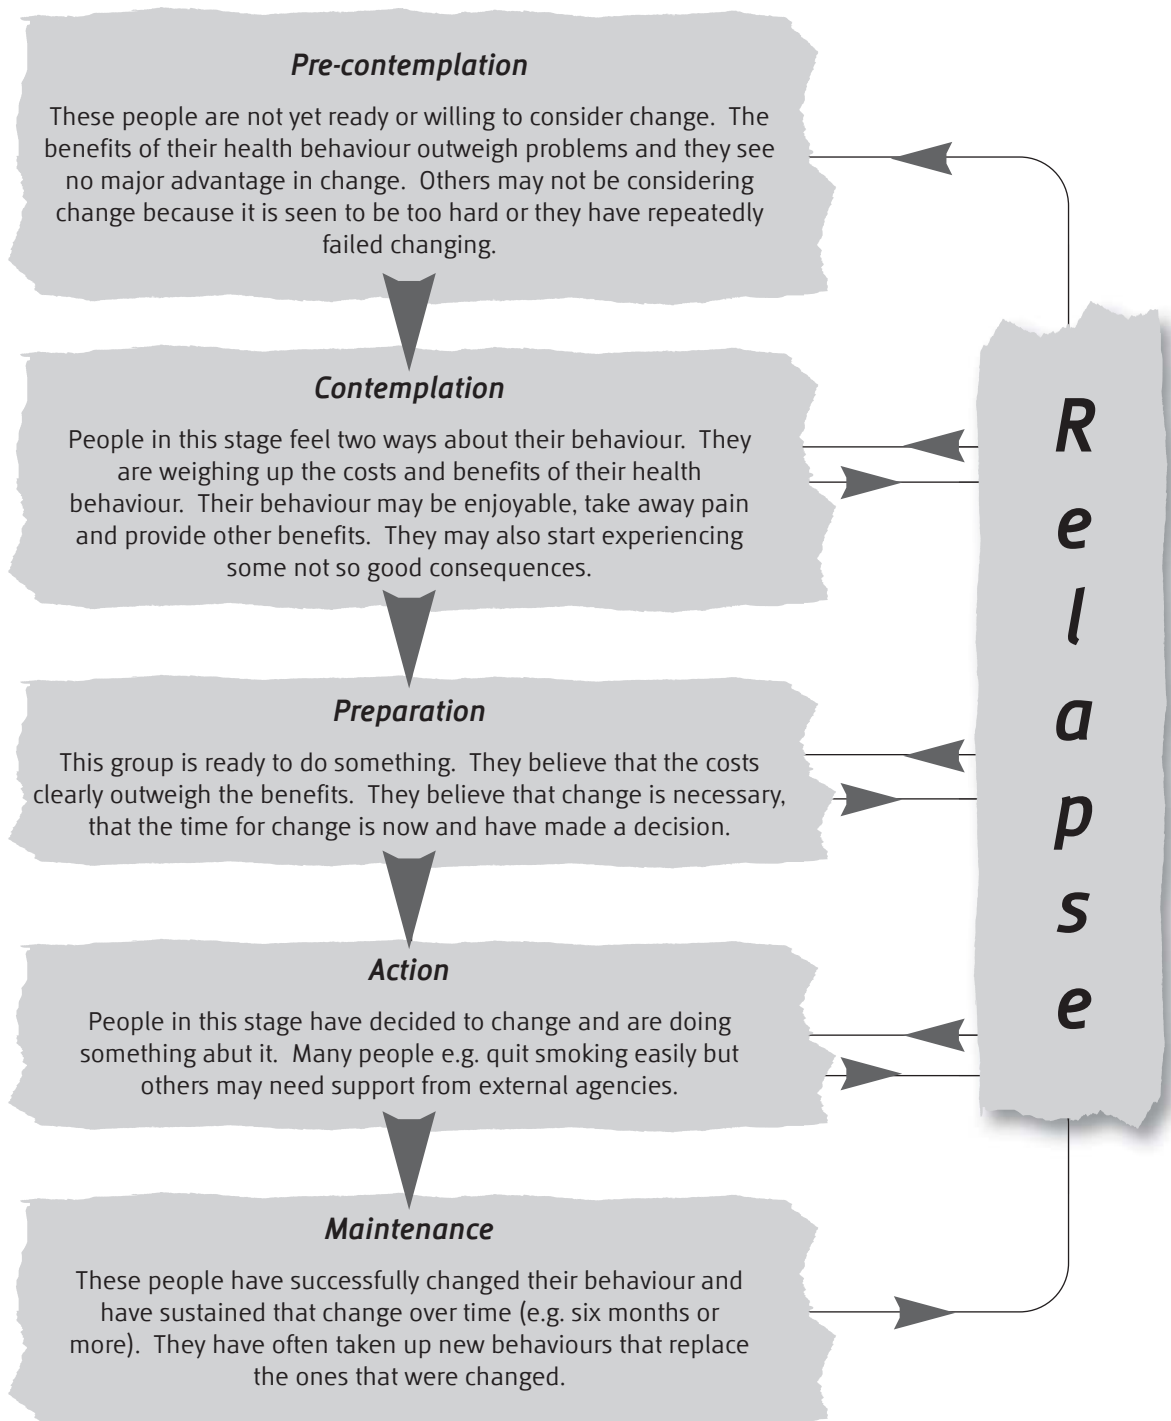 Pre-contemplation
These people are not yet ready or willing to consider change. The
benefits of their health behaviour outweigh problems and they see
no major advantage in change. Others may not be considering
change because it is seen to be too hard or they have repeatedly
failed changing.
Contemplation
People in this stage feel two ways about their behaviour. They
are weighing up the costs and benefits of their health
behaviour. Their behaviour may be enjoyable, take away pain
and provide other benefits. They may also start experiencing
some not so good consequences.
Preparation
This group is ready to do something. They believe that the costs
clearly outweigh the benefits. They believe that change is necessary,
that the time for change is now and have made a decision.
Action
People in this stage have decided to change and are doing
something abut it. Many people e.g. quit smoking easily but
others may need support from external agencies.
Maintenance
These people have successfully changed their behaviour and
have sustained that change over time (e.g. six months or
more). They have often taken up new behaviours that replace
the ones that were changed.
Relapse